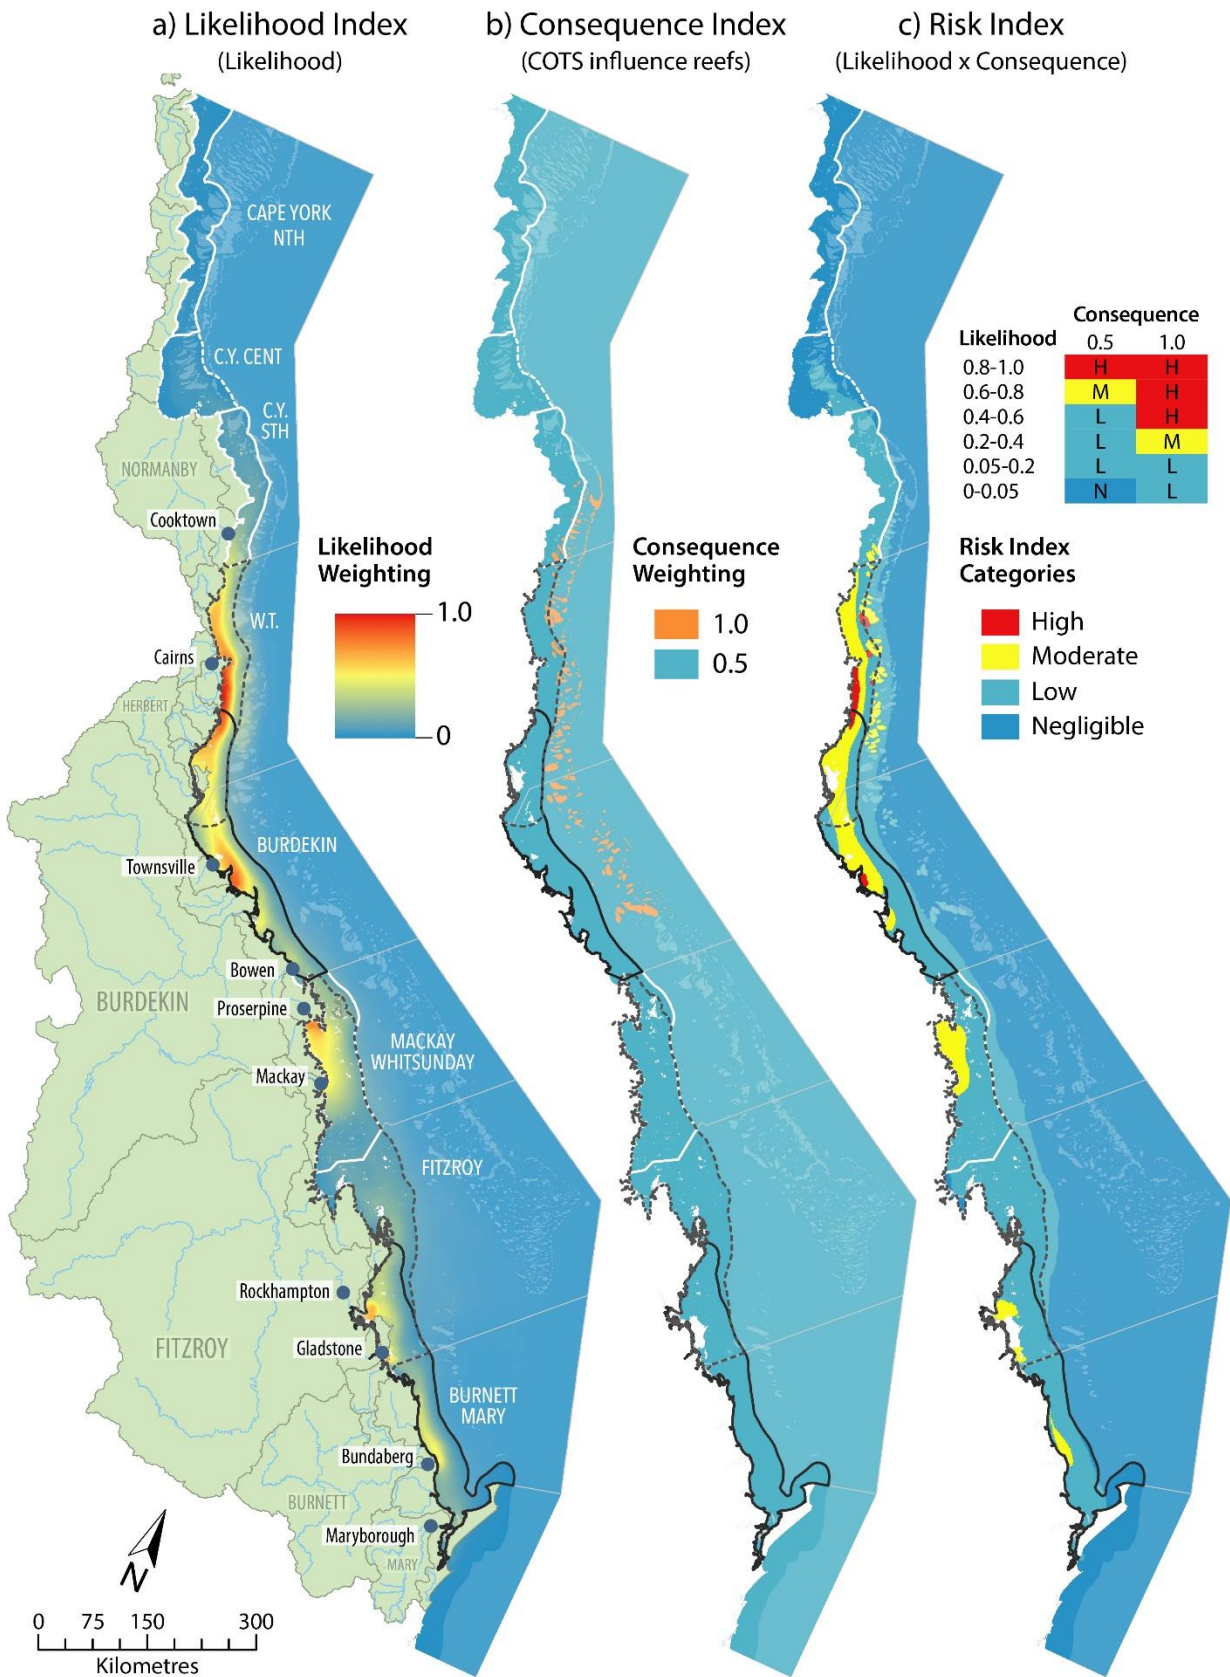 a) Likelihood Index
(Likelihood)
b) Consequence Index
(COTS influence reefs)
c) Risk Index
(Likelihood x Consequence)
CAPE YORK
NTH
C.Y. CENT
C.Y.
STH
NORMANBY
Cooktown
W.T.
Cairns
HERBERT
BURDEKIN
Townsville
Bowen
BURDEKIN
Proserpine
MACKAY
WHITSUNDAY
Mackay
FITZROY
Rockhampton
FITZROY
Gladstone
BURNETT
MARY
Bundaberg
BURNETT
Maryborough
MARY
N
0 75 150 300
Kilometres
Likelihood
Weighting
1.0
0
Consequence
Weighting
1.0
0.5
Consequence
Likelihood 0.5 1.0
0.8-1.0 H H
0.6-0.8 M H
0.4-0.6 L H
0.2-0.4 L M
0.05-0.2 L L
0-0.05 N L
Risk Index
Categories
High
Moderate
Low
Negligible